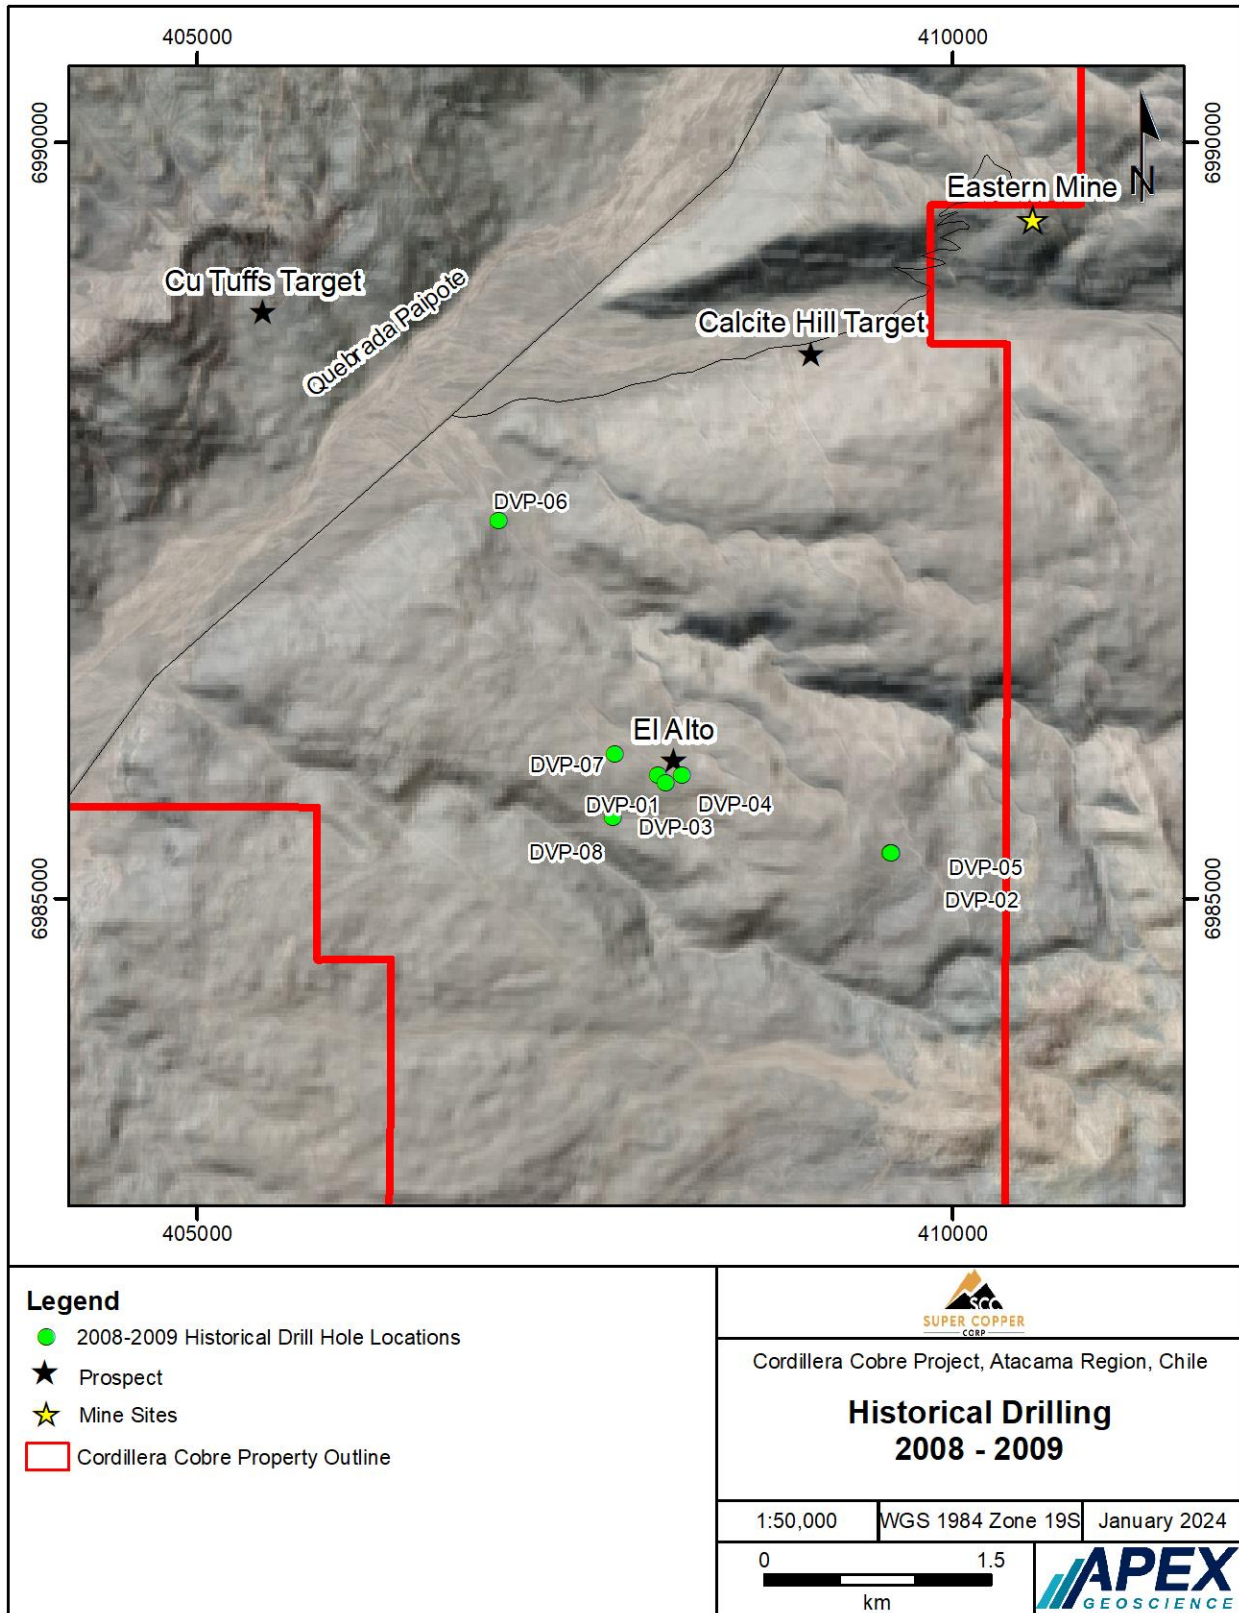 405000
410000
6990000
6990000
Eastern Mine
N
Cu Tuffs Target
Quebrada Paipote
Calcite Hill Target
DVP-06
El Alto
DVP-07
DVP-01
DVP-04
DVP-03
DVP-08
DVP-05
DVP-02
6985000
6985000
405000
410000
Legend
2008-2009 Historical Drill Hole Locations
Prospect
Mine Sites
Cordillera Cobre Property Outline
SCC
SUPER COPPER
CORP
Cordillera Cobre Project, Atacama Region, Chile
Historical Drilling
2008 - 2009
1:50,000
WGS 1984 Zone 19S
January 2024
0 1.5
km
APEX
GEOSCIENCE